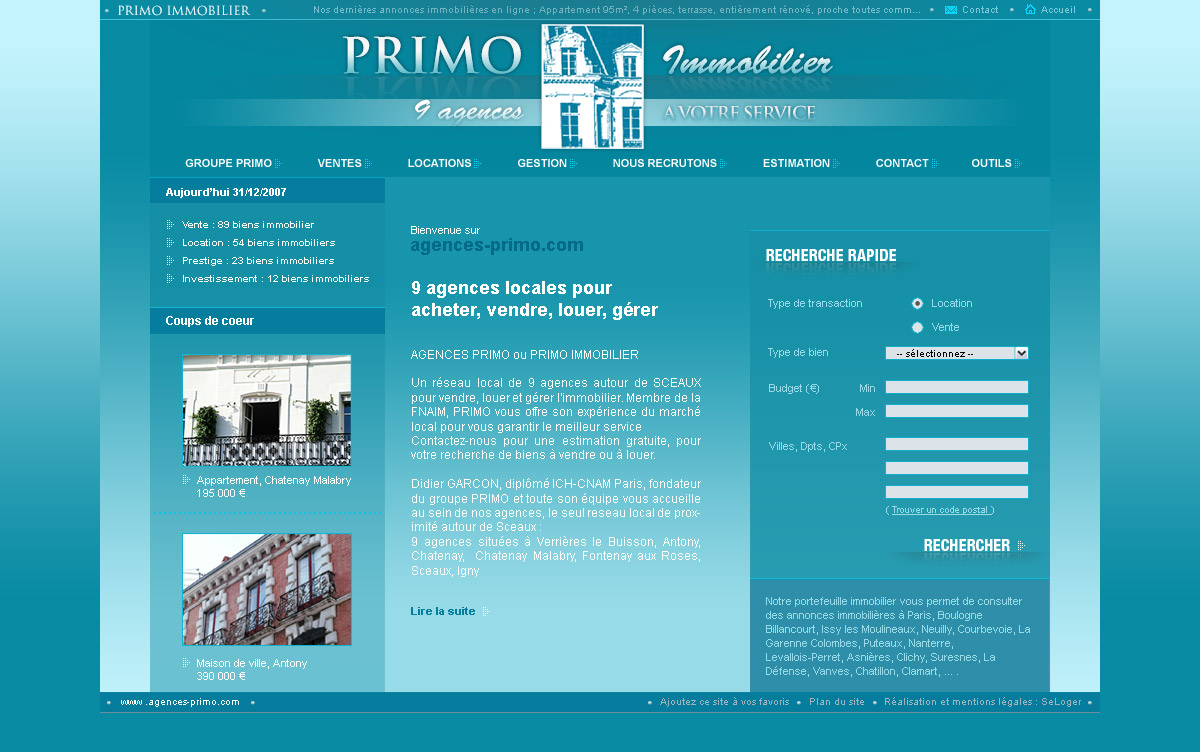 PRIMO IMMOBILIER
Nos dernières annonces immobilières en ligne ; Appartement 95m², 4 pièces, terrasse, entièrement rénové, proche toutes comm...
Contact
Accueil
PRIMO Immobilier
9 agences A VOTRE SERVICE
GROUPE PRIMO
VENTES
LOCATIONS
GESTION
NOUS RECRUTONS
ESTIMATION
CONTACT
OUTILS
Aujourd'hui 31/12/2007
Vente : 89 biens immobilier
Location : 54 biens immobiliers
Prestige : 23 biens immobiliers
Investissement : 12 biens immobiliers
Coups de coeur
Appartement, Chatenay Malabry
195 000 €
Maison de ville, Antony
390 000 €
Bienvenue sur
agences-primo.com
9 agences locales pour
acheter, vendre, louer, gérer
AGENCES PRIMO ou PRIMO IMMOBILIER
Un réseau local de 9 agences autour de SCEAUX
pour vendre, louer et gérer l'immobilier. Membre de la
FNAIM, PRIMO vous offre son expérience du marché
local pour vous garantir le meilleur service
Contactez-nous pour une estimation gratuite, pour
votre recherche de biens à vendre ou à louer.
Didier GARCON, diplômé ICH-CNAM Paris, fondateur
du groupe PRIMO et toute son équipe vous accueille
au sein de nos agences, le seul reseau local de prox-
imité autour de Sceaux :
9 agences situées à Verrières le Buisson, Antony,
Chatenay, Chatenay Malabry, Fontenay aux Roses,
Sceaux, Igny
Lire la suite
RECHERCHE RAPIDE
Type de transaction
Location
Vente
Type de bien
-- sélectionnez --
Budget (€) Min
Max
Villes, Dpts, CPx
( Trouver un code postal )
RECHERCHER
Notre portefeuille immobilier vous permet de consulter
des annonces immobilières à Paris, Boulogne
Billancourt, Issy les Moulineaux, Neuilly, Courbevoie, La
Garenne Colombes, Puteaux, Nanterre,
Levallois-Perret, Asnières, Clichy, Suresnes, La
Défense, Vanves, Chatillon, Clamart, ... .
www.agences-primo.com
Ajoutez ce site à vos favoris
Plan du site
Réalisation et mentions légales : SeLoger